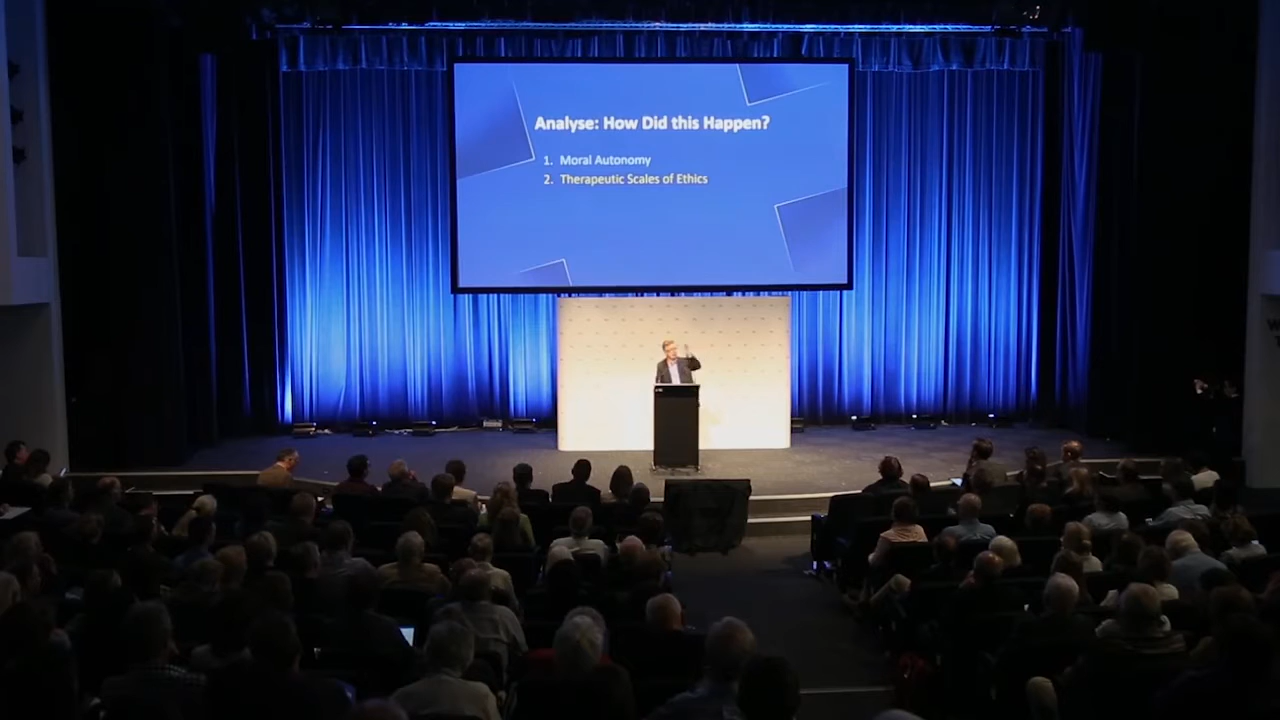 Analyse: How Did this Happen?
1. Moral Autonomy
2. Therapeutic Scales of Ethics